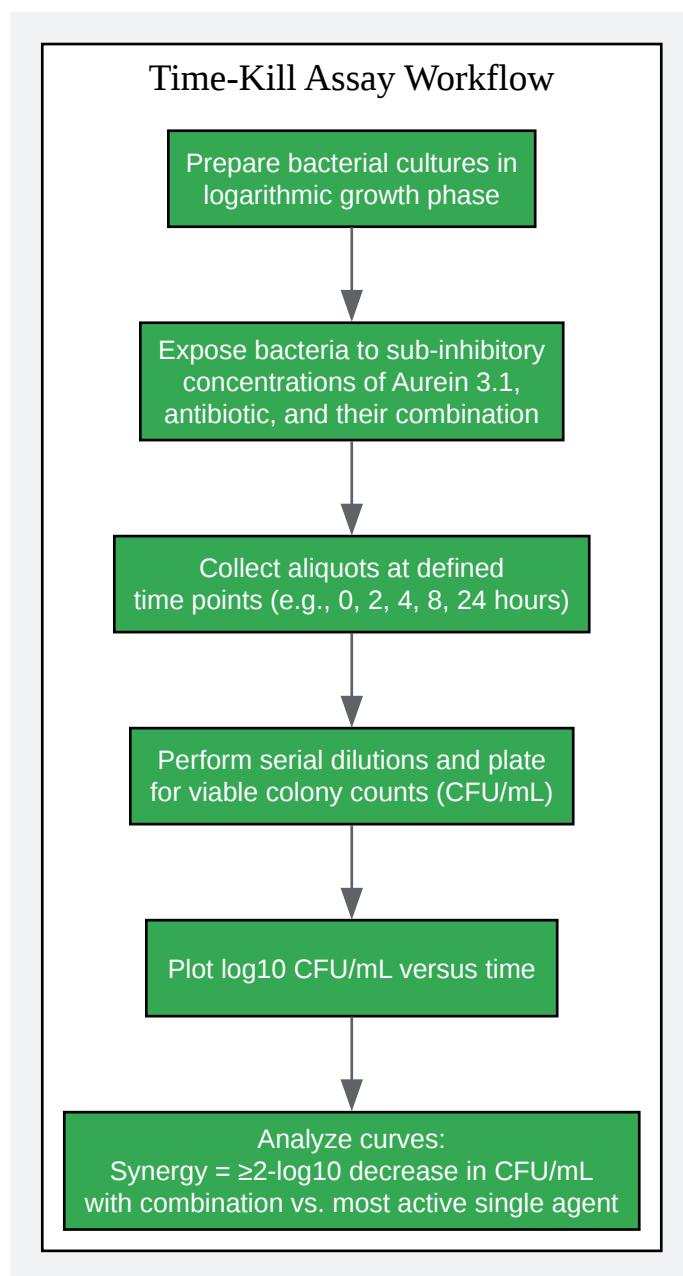 Time-Kill Assay Workflow
Prepare bacterial cultures in
logarithmic growth phase
Expose bacteria to sub-inhibitory
concentrations of Aurein 3.1,
antibiotic, and their combination
Collect aliquots at defined
time points (e.g., 0, 2, 4, 8, 24 hours)
Perform serial dilutions and plate
for viable colony counts (CFU/mL)
Plot log10 CFU/mL versus time
Analyze curves:
Synergy = ≥2-log10 decrease in CFU/mL
with combination vs. most active single agent